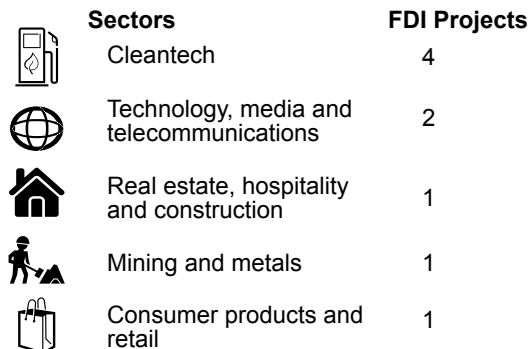 Sectors FDI Projects
Cleantech 4
Technology, media and
telecommunications 2
Real estate, hospitality
and construction 1
Mining and metals 1
Consumer products and
retail 1